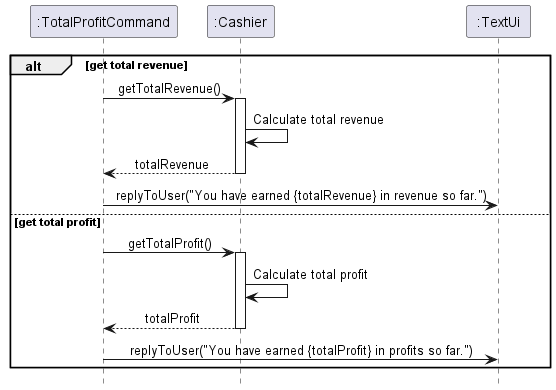 :TotalProfitCommand :Cashier :TextUi
alt [get total revenue]
getTotalRevenue()
Calculate total revenue
totalRevenue
replyToUser("You have earned {totalRevenue} in revenue so far.")
[get total profit]
getTotalProfit()
Calculate total profit
totalProfit
replyToUser("You have earned {totalProfit} in profits so far.")